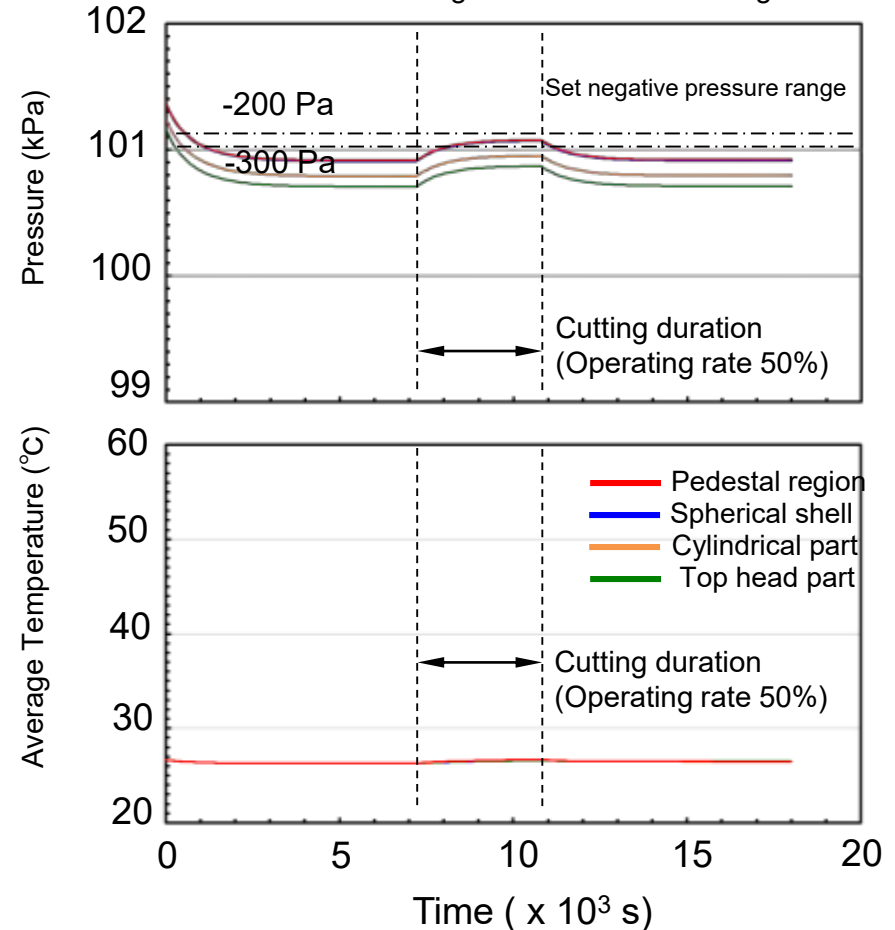 102
-200 Pa
Set negative pressure range
101
-300 Pa
Pressure (kPa)
100
Cutting duration
(Operating rate 50%)
99
60
Pedestal region
Spherical shell
50
Cylindrical part
Top head part
Average Temperature (℃)
40
Cutting duration
(Operating rate 50%)
30
20
0 5 10 15 20
Time ( x 10³ s)